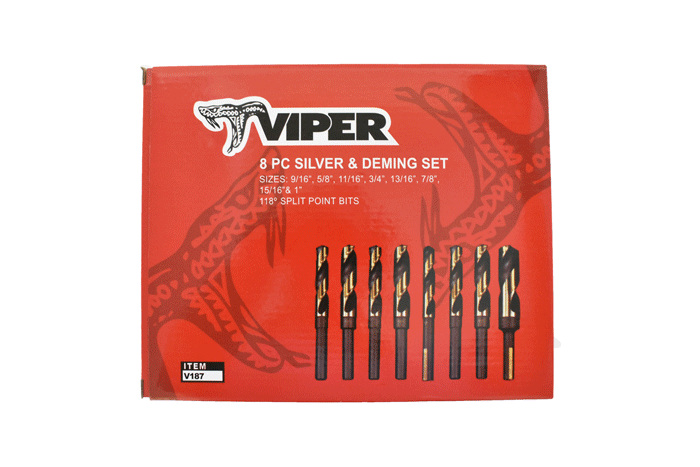 VIPER
8 PC SILVER & DEMING SET
SIZES: 9/16", 5/8", 11/16", 3/4", 13/16", 7/8",
15/16"& 1"
118º SPLIT POINT BITS
ITEM
V187